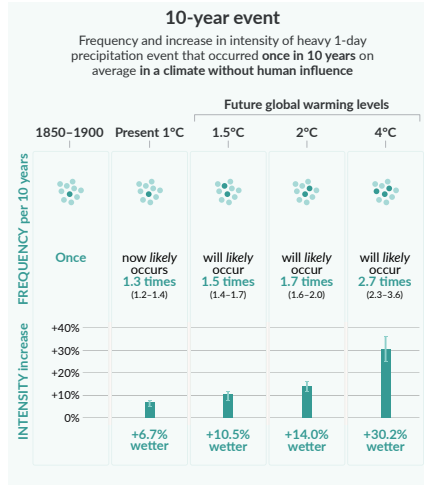 10-year event
Frequency and increase in intensity of heavy 1-day
precipitation event that occurred once in 10 years on
average in a climate without human influence
Future global warming levels
1850–1900 Present 1°C 1.5°C 2°C 4°C
FREQUENCY per 10 years
Once
now likely occurs 1.3 times (1.2–1.4)
will likely occur 1.5 times (1.4–1.7)
will likely occur 1.7 times (1.6–2.0)
will likely occur 2.7 times (2.3–3.6)
INTENSITY increase
+40%
+30%
+20%
+10%
0%
+6.7% wetter
+10.5% wetter
+14.0% wetter
+30.2% wetter